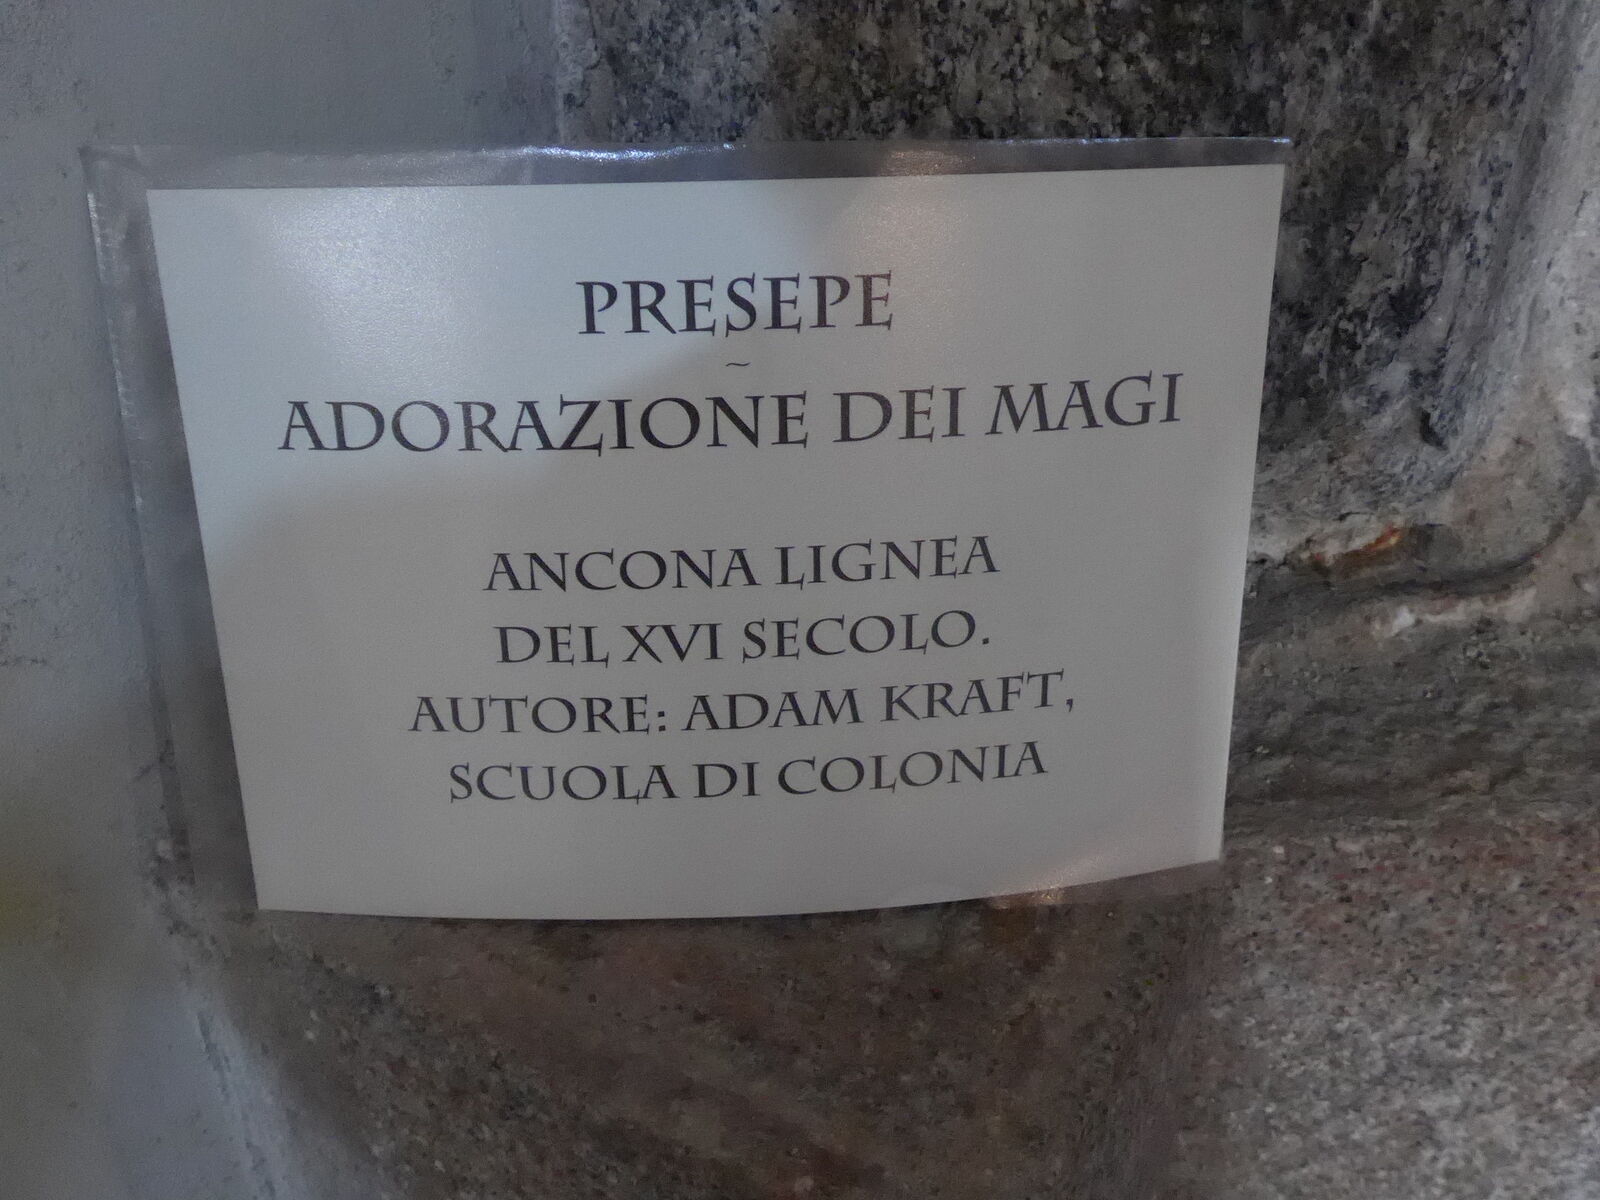 PRESEPE
~
ADORAZIONE DEI MAGI
ANCONA LIGNEA
DEL XVI SECOLO.
AUTORE: ADAM KRAFT,
SCUOLA DI COLONIA